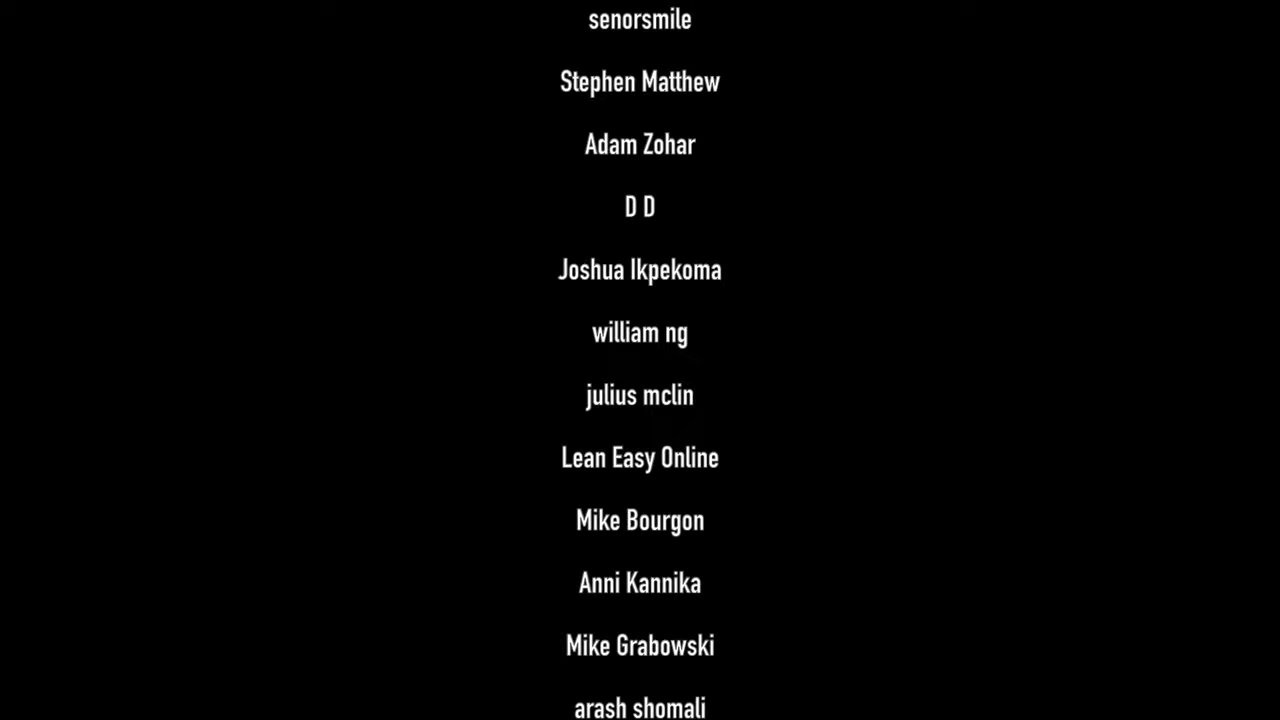 senorsmile
Stephen Matthew
Adam Zohar
D D
Joshua Ikpekoma
william ng
julius mclin
Lean Easy Online
Mike Bourgon
Anni Kannika
Mike Grabowski
arash shomali